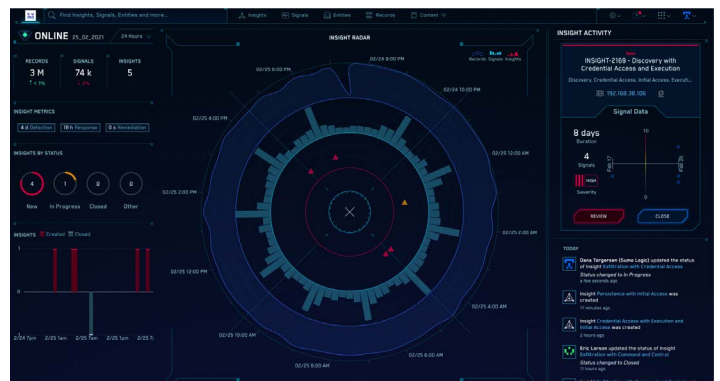 Find Insights, Signals, Entities and more...
Insights
Signals
Entities
Records
Content
ONLINE 25_02_2021
24 Hours
RECORDS
3 M
↑ + 1%
SIGNALS
74 k
INSIGHTS
5
INSIGHT METRICS
4 d Detection
18 h Response
0 s Remediation
INSIGHTS BY STATUS
4
1
0
0
New
In Progress
Closed
Other
INSIGHTS
Created
Closed
1
0
1
2/24 7pm
2/25 1am
2/25 7am
2/25 1pm
2/25 7
INSIGHT RADAR
Records Signals Insights
02/24 8:00 PM
02/24 10:00 PM
02/25 12:00 AM
02/25 2:00 AM
02/25 4:00 AM
02/25 6:00 AM
02/25 8:00 AM
02/25 10:00 AM
02/25 12:00 PM
02/25 2:00 PM
02/25 4:00 PM
02/25 6:00 PM
INSIGHT ACTIVITY
New
INSIGHT-2169 - Discovery with
Credential Access and Execution
Discovery, Credential Access, Initial Access, Executi...
192.168.38.106
Signal Data
8 days
Duration
4
Signals
HIGH
Severity
10
0
Feb 17
Feb 25
REVIEW
CLOSE
TODAY
Dana Torgersen (Sumo Logic) updated the status
of Insight Exfiltration with Credential Access
Status changed to In Progress
a few seconds ago
Insight Persistence with Initial Access was
created
17 minutes ago
Insight Credential Access with Execution and
Initial Access was created
2 hours ago
Eric Larson updated the status of Insight
Exfiltration with Command and Control
Status changed to Closed
11 hours ago